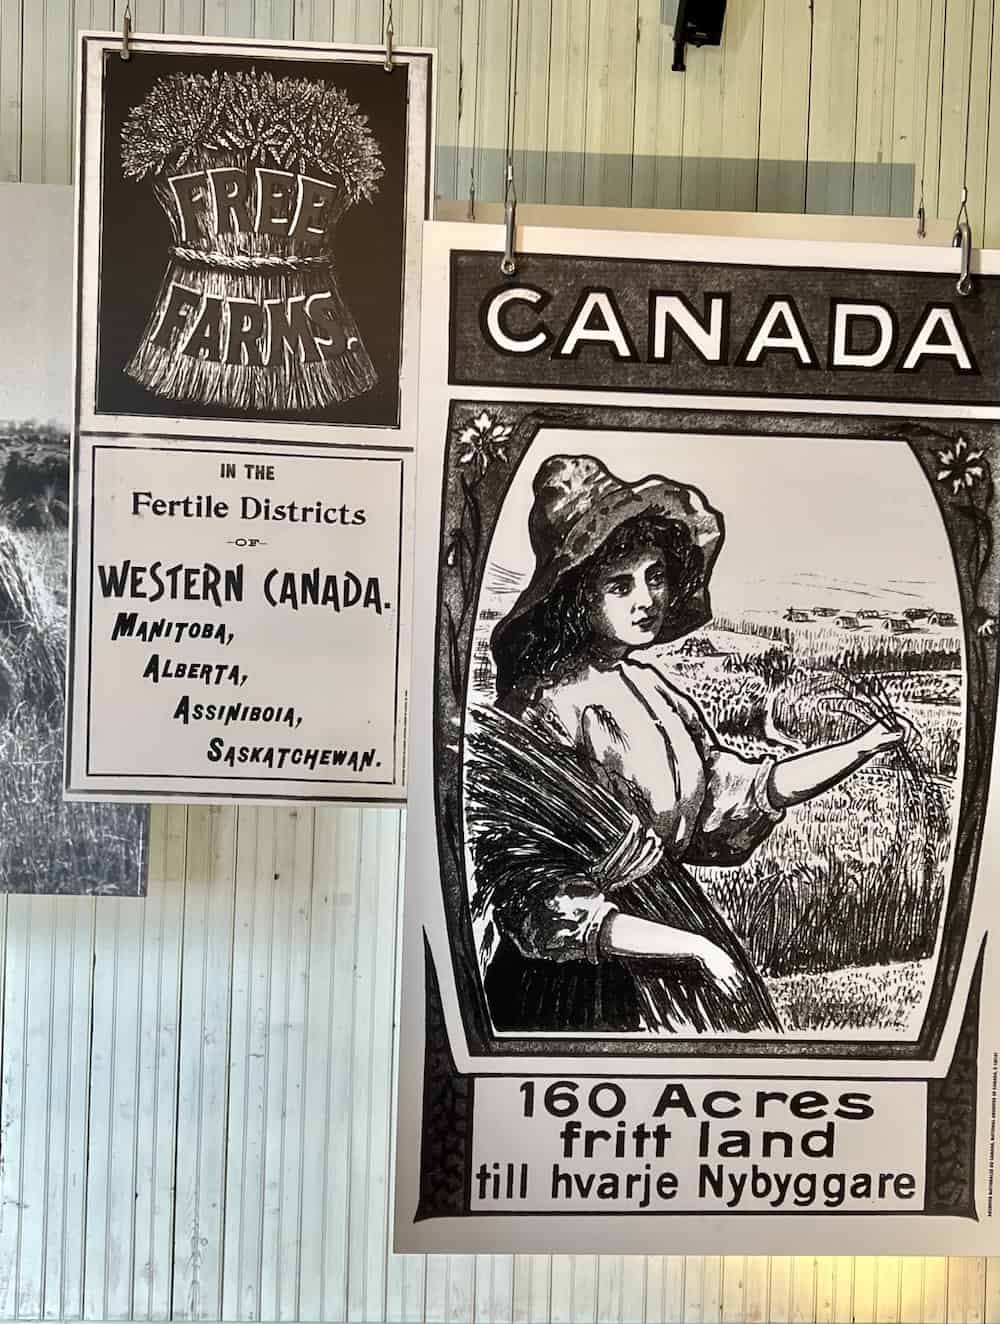 FREE
FARMS.
IN THE
Fertile Districts
-OF-
WESTERN CANADA.
MANITOBA,
ALBERTA,
ASSINIBOIA,
SASKATCHEWAN.
CANADA
160 Acres
fritt land
till hvarje Nybyggare